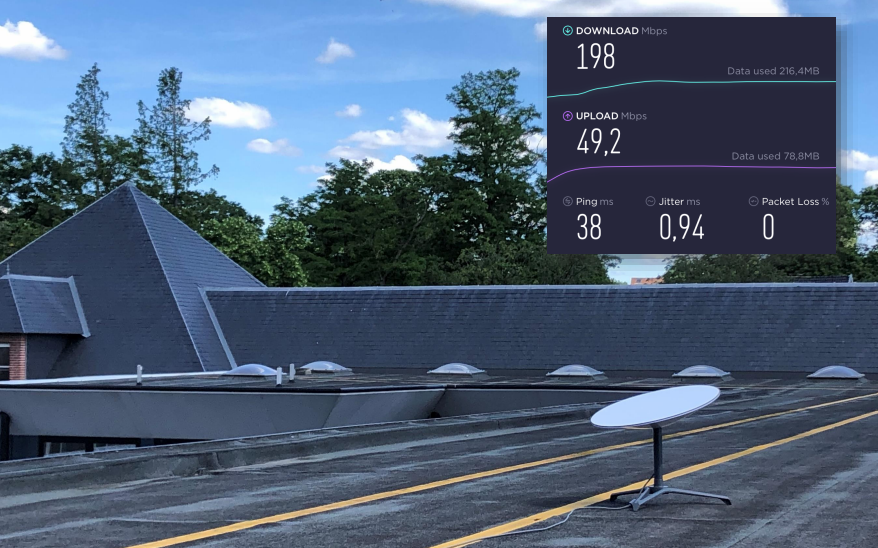 DOWNLOAD Mbps
198
Data used 216,4MB
UPLOAD Mbps
49,2
Data used 78,8MB
Ping ms Jitter ms Packet Loss %
38 0,94 0